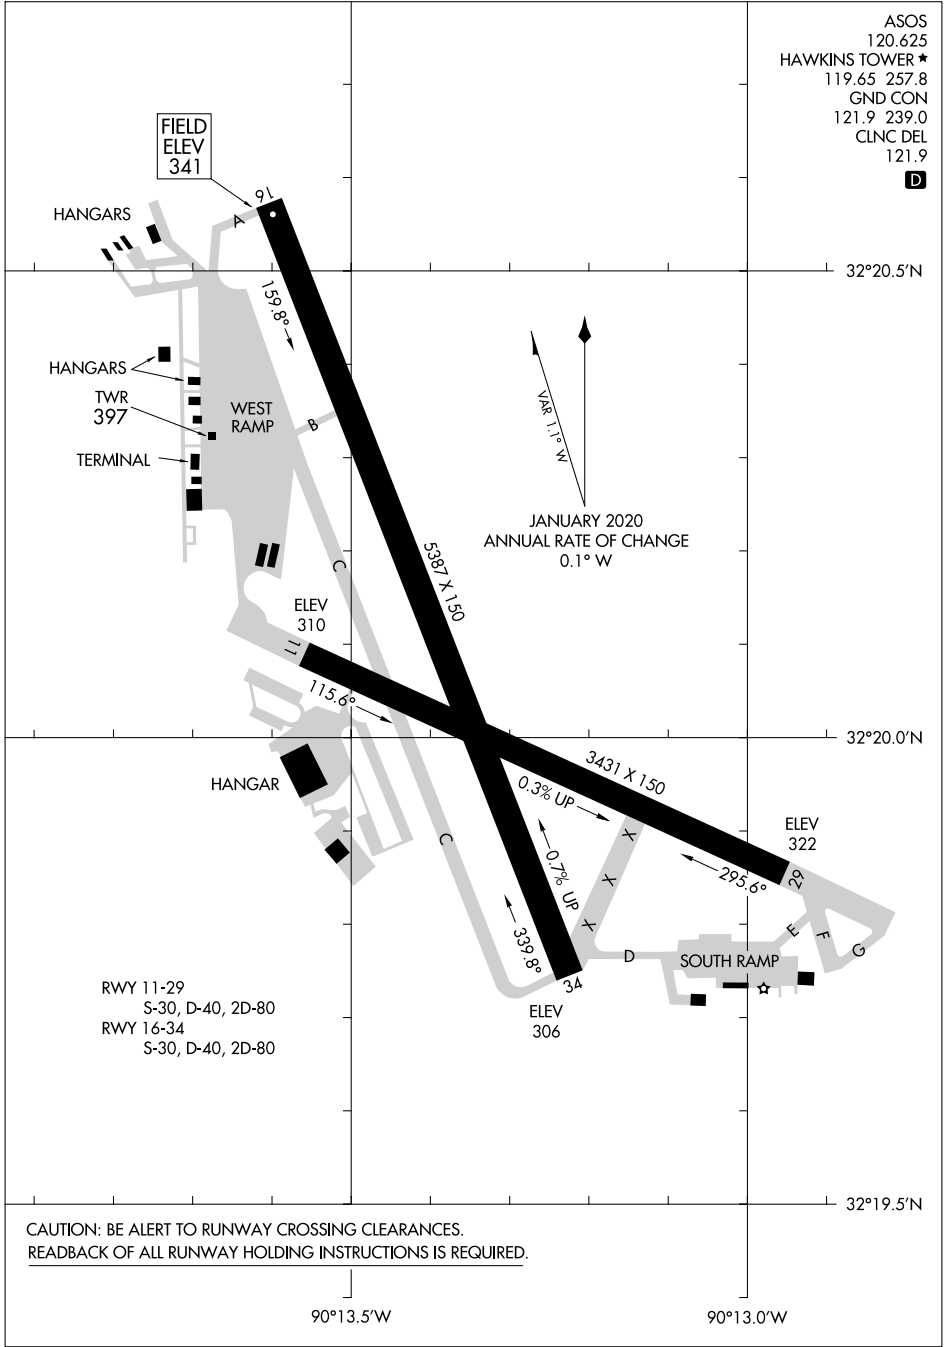 ASOS
120.625
HAWKINS TOWER ★
119.65 257.8
GND CON
121.9 239.0
CLNC DEL
121.9
D
FIELD
ELEV
341
16
A
HANGARS
32°20.5'N
159.8°
HANGARS
TWR
397
WEST
RAMP
B
TERMINAL
VAR 1.1° W
JANUARY 2020
ANNUAL RATE OF CHANGE
0.1° W
5387 X 150
C
ELEV
310
11
115.6°
32°20.0'N
HANGAR
3431 X 150
0.3% UP
C
X
X
X
0.7% UP
ELEV
322
29
295.6°
339.8°
E
F
G
D
SOUTH RAMP
34
ELEV
306
RWY 11-29
S-30, D-40, 2D-80
RWY 16-34
S-30, D-40, 2D-80
32°19.5'N
CAUTION: BE ALERT TO RUNWAY CROSSING CLEARANCES.
READBACK OF ALL RUNWAY HOLDING INSTRUCTIONS IS REQUIRED.
90°13.5'W
90°13.0'W